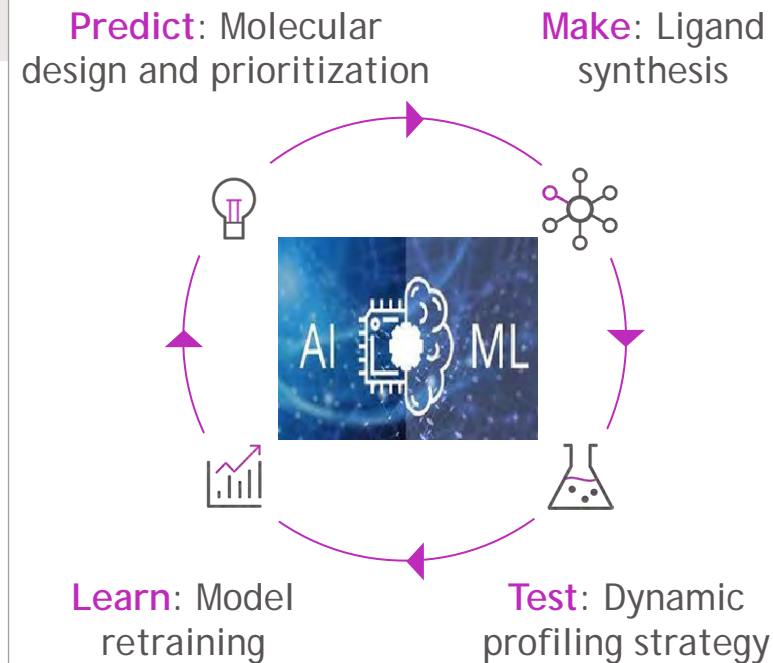 Predict: Molecular
design and prioritization
Make: Ligand
synthesis
AI
ML
Learn: Model
retraining
Test: Dynamic
profiling strategy